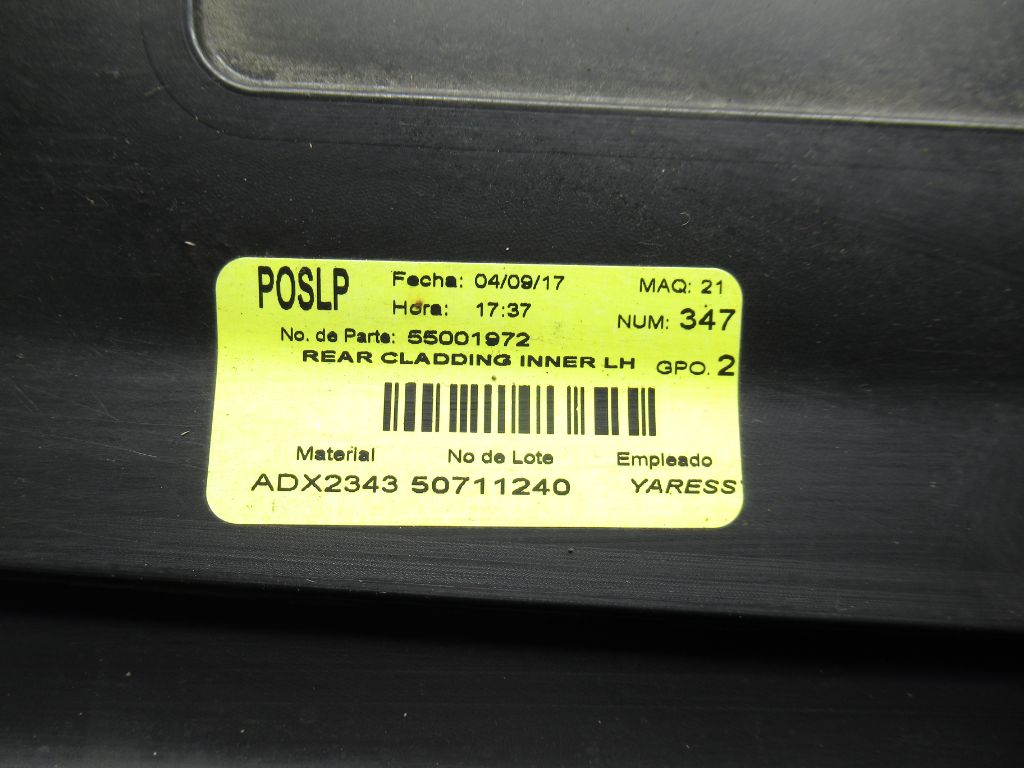 POSLP Fecha: 04/09/17 MAQ: 21
Hora: 17:37 NUM: 347
No. de Parte: 55001972
REAR CLADDING INNER LH GPO. 2
Material No de Lote Empleado
ADX2343 50711240 YARESS